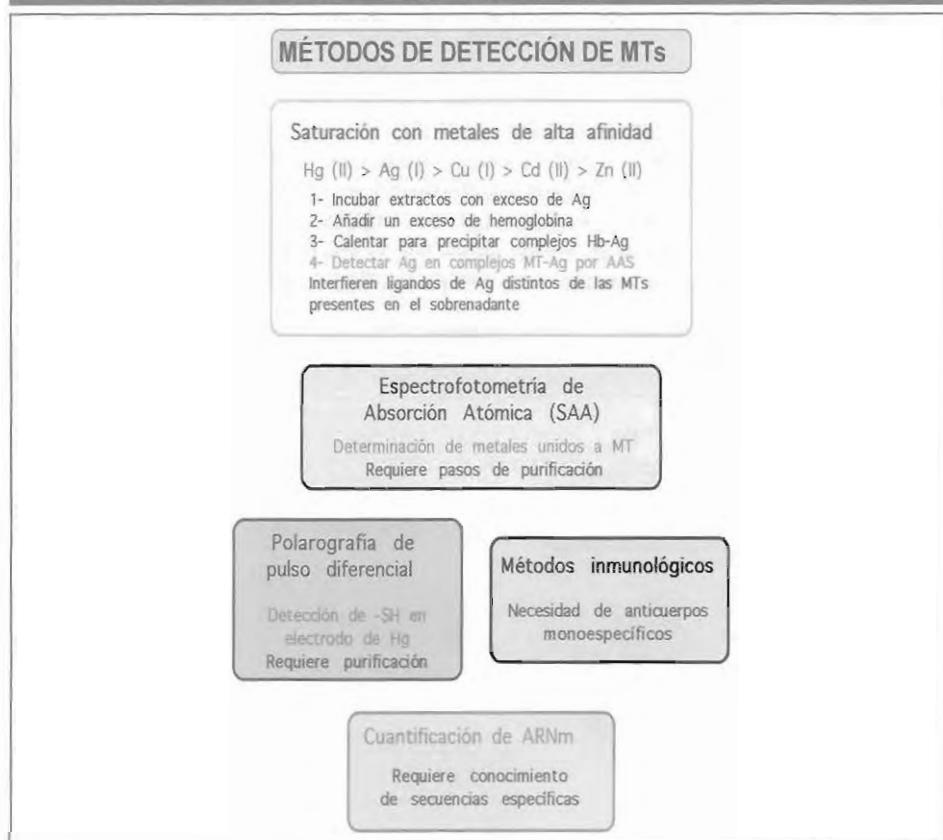 MÉTODOS DE DETECCIÓN DE MTs
Saturación con metales de alta afinidad
Hg (II) > Ag (I) > Cu (I) > Cd (II) > Zn (II)
1- Incubar extractos con exceso de Ag
2- Añadir un exceso de hemoglobina
3- Calentar para precipitar complejos Hb-Ag
4- Detectar Ag en complejos MT-Ag por AAS
Interfieren ligandos de Ag distintos de las MTs
presentes en el sobrenadante
Espectrofotometría de
Absorción Atómica (SAA)
Determinación de metales unidos a MT
Requiere pasos de purificación
Polarografía de
pulso diferencial
Detección de -SH en
electrodo de Hg
Requiere purificación
Métodos inmunológicos
Necesidad de anticuerpos
monoespecíficos
Cuantificación de ARNm
Requiere conocimiento
de secuencias específicas